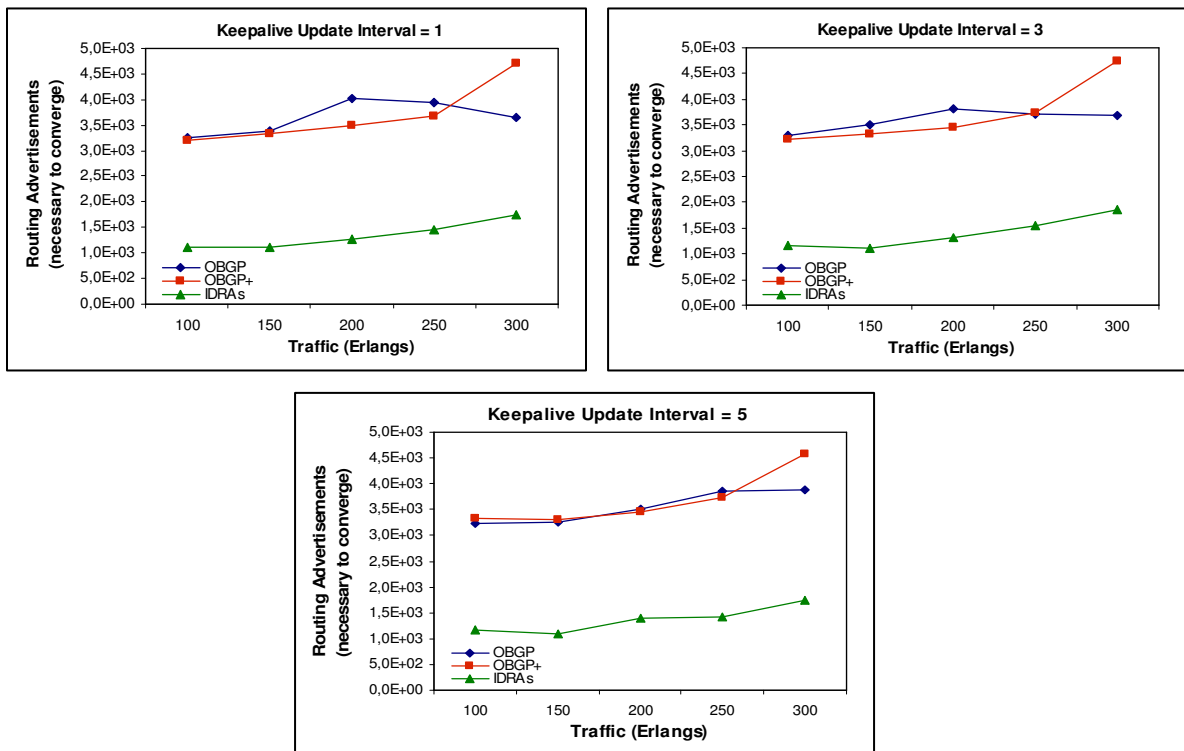 Keepalive Update Interval = 1
Routing Advertisements
(necessary to converge)
5,0E+03
4,5E+03
4,0E+03
3,5E+03
3,0E+03
2,5E+03
2,0E+03
1,5E+03
1,0E+03
5,0E+02
0,0E+00
OBGP
OBGP+
IDRAs
100 150 200 250 300
Traffic (Erlangs)
Keepalive Update Interval = 3
Routing Advertisements
(necessary to converge)
5,0E+03
4,5E+03
4,0E+03
3,5E+03
3,0E+03
2,5E+03
2,0E+03
1,5E+03
1,0E+03
5,0E+02
0,0E+00
OBGP
OBGP+
IDRAs
100 150 200 250 300
Traffic (Erlangs)
Keepalive Update Interval = 5
Routing Advertisements
(necessary to converge)
5,0E+03
4,5E+03
4,0E+03
3,5E+03
3,0E+03
2,5E+03
2,0E+03
1,5E+03
1,0E+03
5,0E+02
0,0E+00
OBGP
OBGP+
IDRAs
100 150 200 250 300
Traffic (Erlangs)